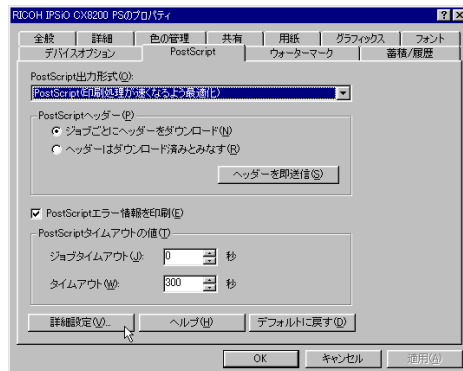 RICOH IPSiO CX8200 PSのプロパティ
全般 詳細 色の管理 共有 用紙 グラフィックス フォント
デバイスオプション PostScript ウォーターマーク 蓄積/履歴
PostScript出力形式(O):
PostScript(印刷処理が速くなるよう最適化)
PostScriptヘッダー(P)
ジョブごとにヘッダーをダウンロード(N)
ヘッダーはダウンロード済みとみなす(R)
ヘッダーを即送信(S)
PostScriptエラー情報を印刷(E)
PostScriptタイムアウトの値(T)
ジョブタイムアウト(J): 0 秒
タイムアウト(W): 300 秒
詳細設定(V)... ヘルプ(H) デフォルトに戻す(D)
OK キャンセル 適用(A)